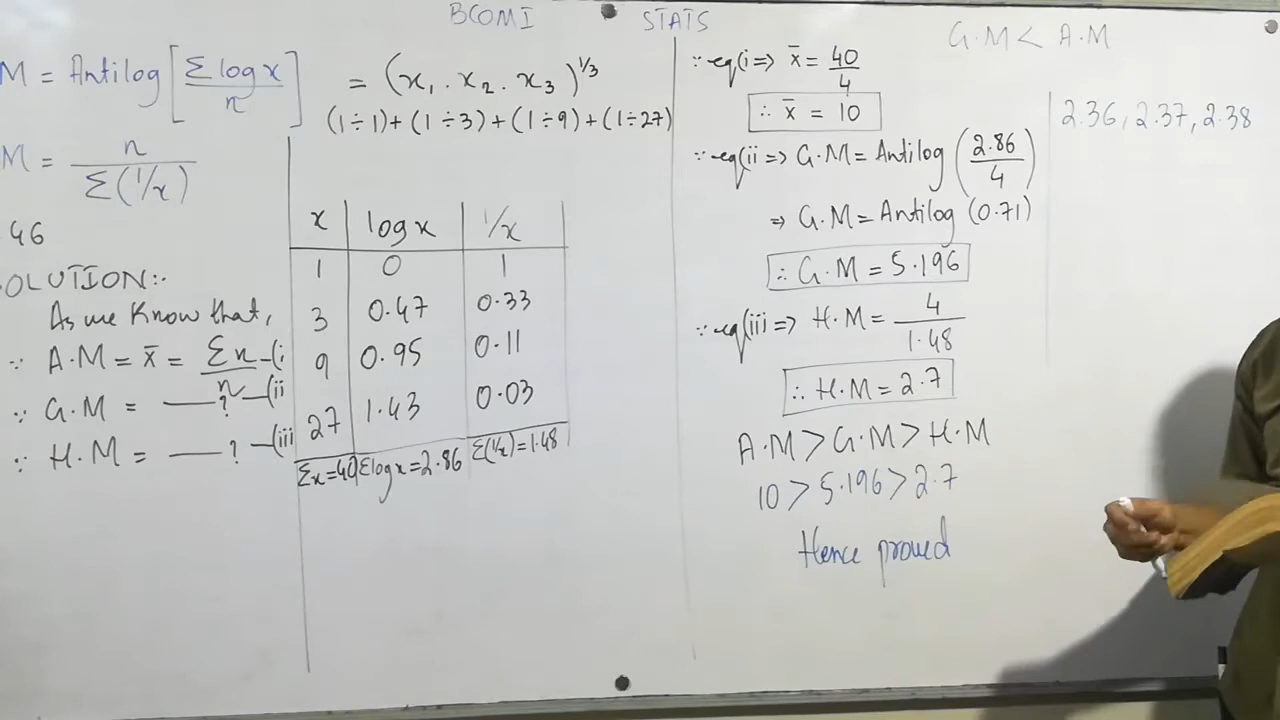 BCOMI STATS
M = Antilog [Σlogx / n]
= (x₁ . x₂ . x₃)^1/3
(1÷1)+(1÷3)+(1÷9)+(1÷27)
M = n / Σ(1/x)
46
OLUTION:-
As we know that,
∵ A.M = x̄ = Σx / n —(i
∵ G.M = ——? —(ii
∵ H.M = ——? —(iii
x logx 1/x
1 0 1
3 0.47 0.33
9 0.95 0.11
27 1.43 0.03
Σx=40 Σlogx=2.86 Σ(1/x)=1.48
∵ eq(i ⇒ x̄ = 40/4
∴ x̄ = 10
∵ eq(ii ⇒ G.M = Antilog (2.86/4)
⇒ G.M = Antilog (0.71)
∴ G.M = 5.196
∵ eq(iii ⇒ H.M = 4/1.48
∴ H.M = 2.7
A.M > G.M > H.M
10 > 5.196 > 2.7
Hence proved
G.M < A.M
2.36, 2.37, 2.38